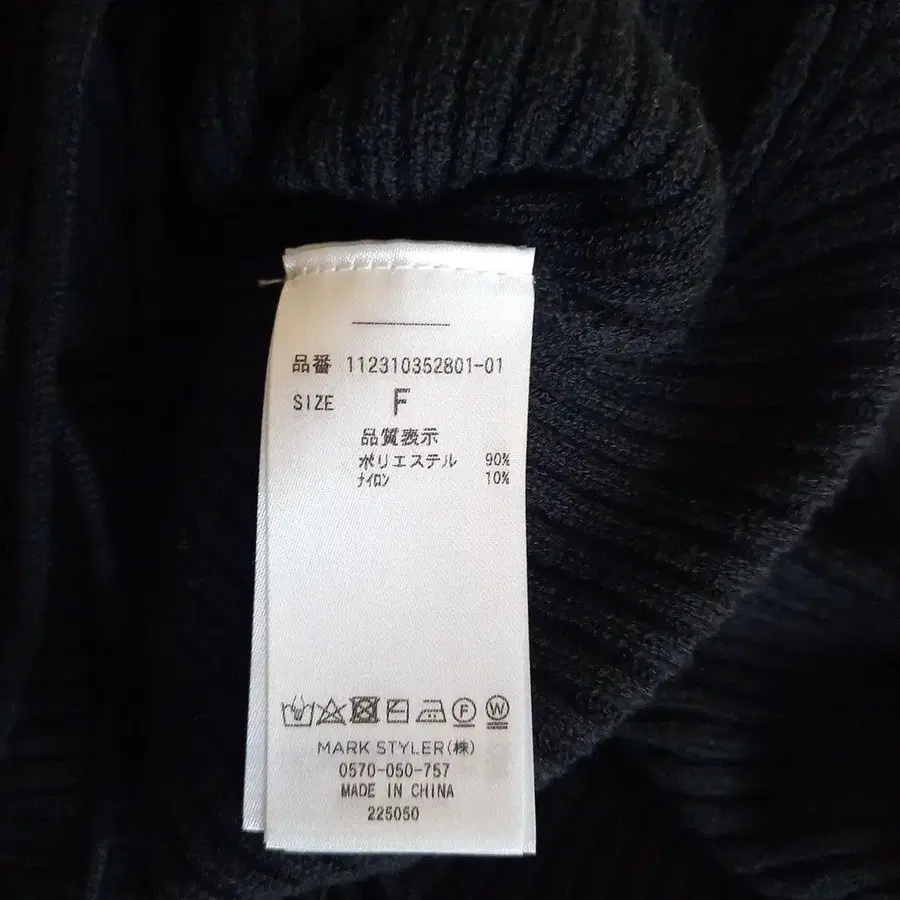 品番 112310352801-01
SIZE F
品質表示
ポリエステル 90%
ナイロン 10%
F W
MARK STYLER(株)
0570-050-757
MADE IN CHINA
225050